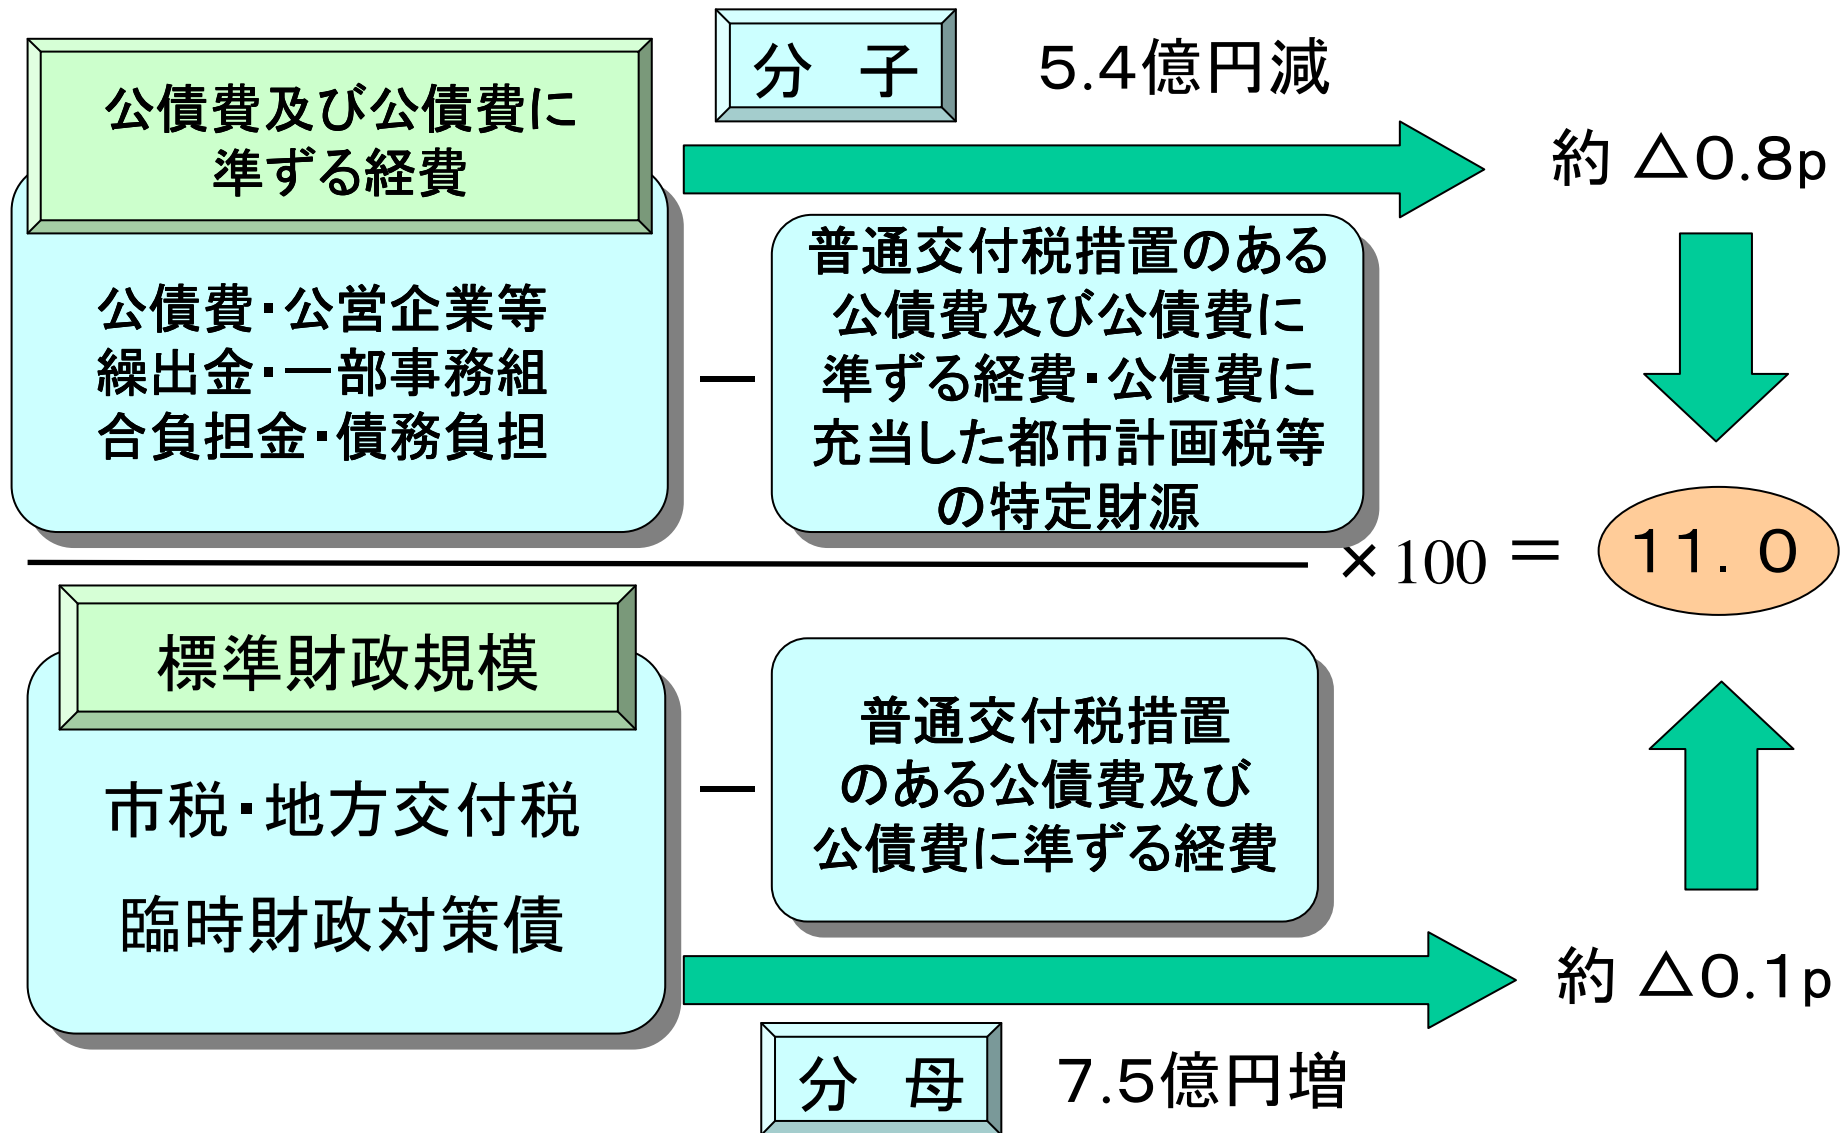 分　子
5.4億円減
公債費及び公債費に
準ずる経費
約 △0.8p
公債費・公営企業等
繰出金・一部事務組
合負担金・債務負担
－
普通交付税措置のある
公債費及び公債費に
準ずる経費・公債費に
充当した都市計画税等
の特定財源
×100 ＝
11.0
標準財政規模
市税・地方交付税
臨時財政対策債
－
普通交付税措置
のある公債費及び
公債費に準ずる経費
約 △0.1p
分　母
7.5億円増